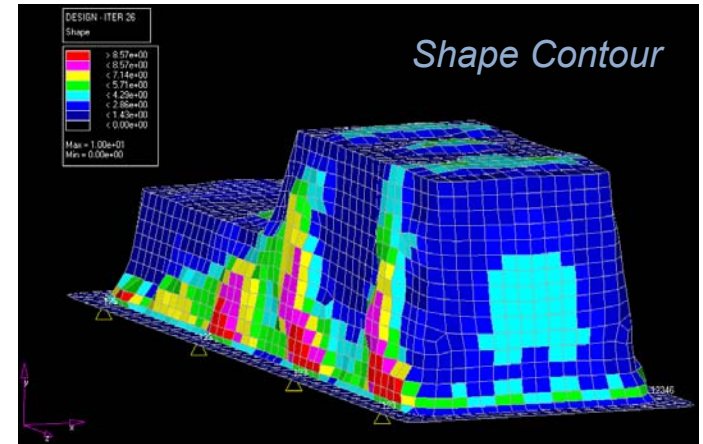 DESIGN - ITER 26
Shape
> 8.57e+00
< 8.57e+00
< 7.14e+00
< 5.71e+00
< 4.29e+00
< 2.86e+00
< 1.43e+00
< 0.00e+00
Max = 1.00e+01
Min = 0.00e+00
Shape Contour
12346
123
123
y
x
z